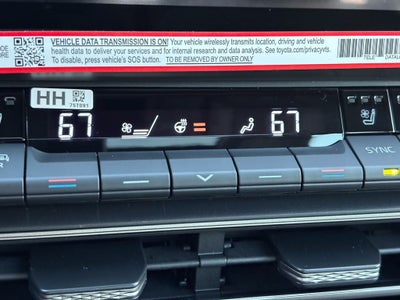 VEHICLE DATA TRANSMISSION IS ON! Your vehicle wirelessly transmits location, driving and vehicle
health data to deliver your services and for internal research and data analysis. See www.toyota.com/privacyvts.
To disable, press vehicle's SOS button. TO BE REMOVED BY OWNER ONLY
HH
67
67
SYNC